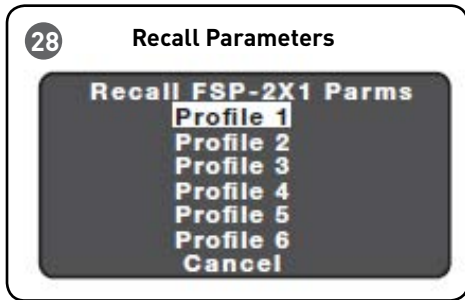 28 Recall Parameters
Recall FSP-2X1 Parms
Profile 1
Profile 2
Profile 3
Profile 4
Profile 5
Profile 6
Cancel